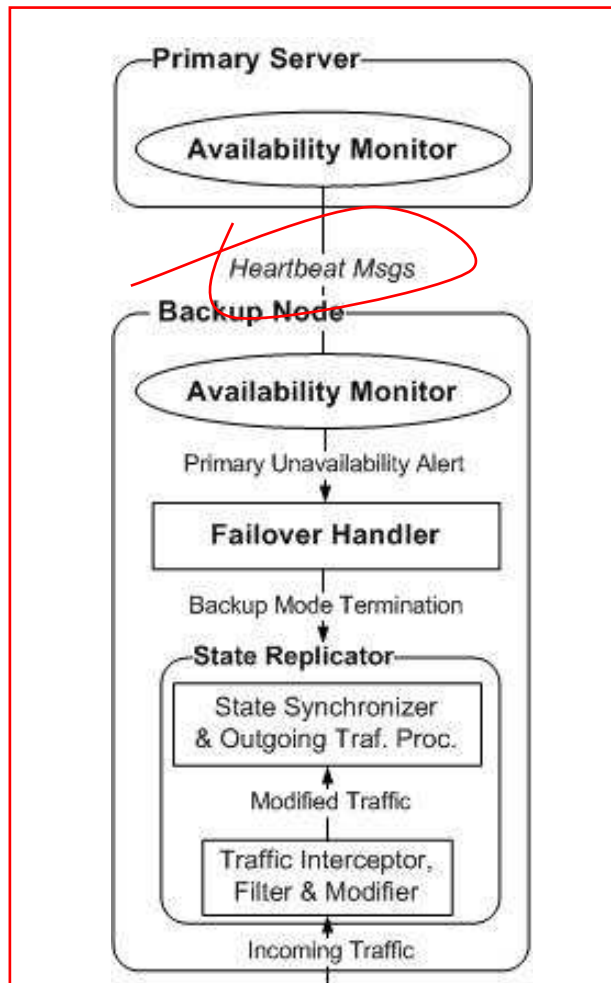 Primary Server
Availability Monitor
Heartbeat Msgs
Backup Node
Availability Monitor
Primary Unavailability Alert
Failover Handler
Backup Mode Termination
State Replicator
State Synchronizer
& Outgoing Traf. Proc.
Modified Traffic
Traffic Interceptor,
Filter & Modifier
Incoming Traffic